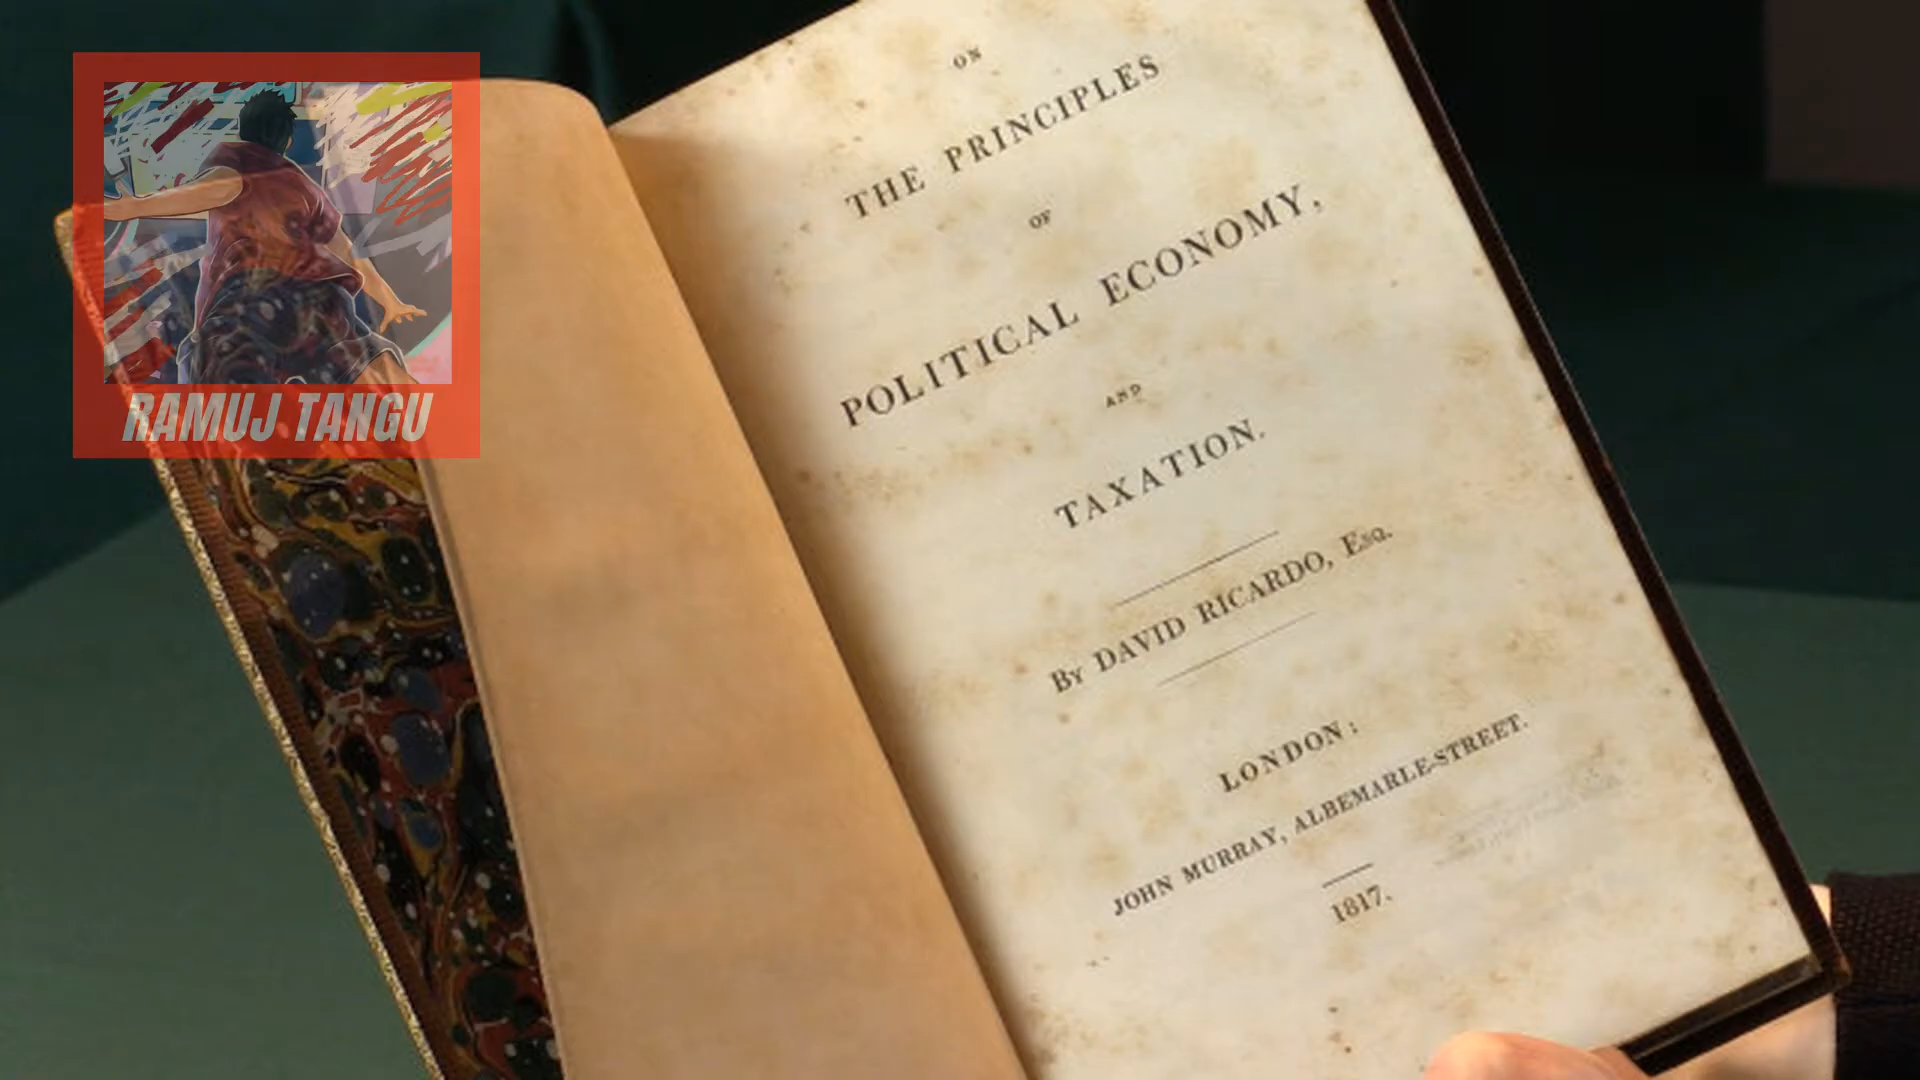 RAMUJ TANGU
ON
THE PRINCIPLES
OF
POLITICAL ECONOMY,
AND
TAXATION.
By DAVID RICARDO, Esq.
LONDON:
JOHN MURRAY, ALBEMARLE-STREET.
1817.